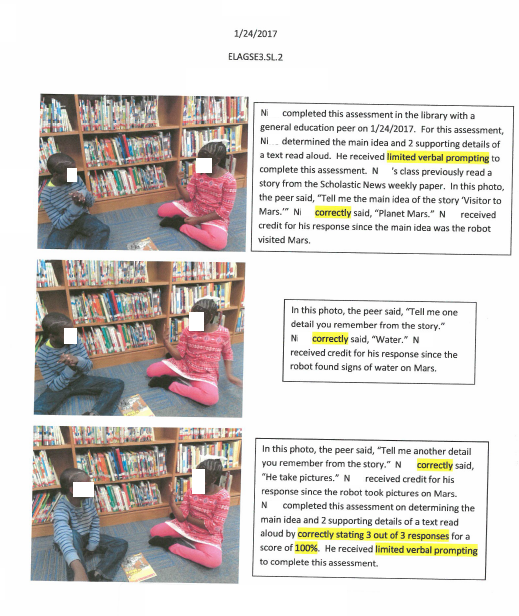 1/24/2017
ELAGSE3.SL.2
Ni completed this assessment in the library with a
general education peer on 1/24/2017. For this assessment,
Ni determined the main idea and 2 supporting details of
a text read aloud. He received limited verbal prompting to
complete this assessment. N 's class previously read a
story from the Scholastic News weekly paper. In this photo,
the peer said, "Tell me the main idea of the story 'Visitor to
Mars.'" Ni correctly said, "Planet Mars." N received
credit for his response since the main idea was the robot
visited Mars.
In this photo, the peer said, "Tell me one
detail you remember from the story."
Ni correctly said, "Water." N
received credit for his response since the
robot found signs of water on Mars.
In this photo, the peer said, "Tell me another detail
you remember from the story." N correctly said,
"He take pictures." N received credit for his
response since the robot took pictures on Mars.
N completed this assessment on determining the
main idea and 2 supporting details of a text read
aloud by correctly stating 3 out of 3 responses for a
score of 100%. He received limited verbal prompting
to complete this assessment.